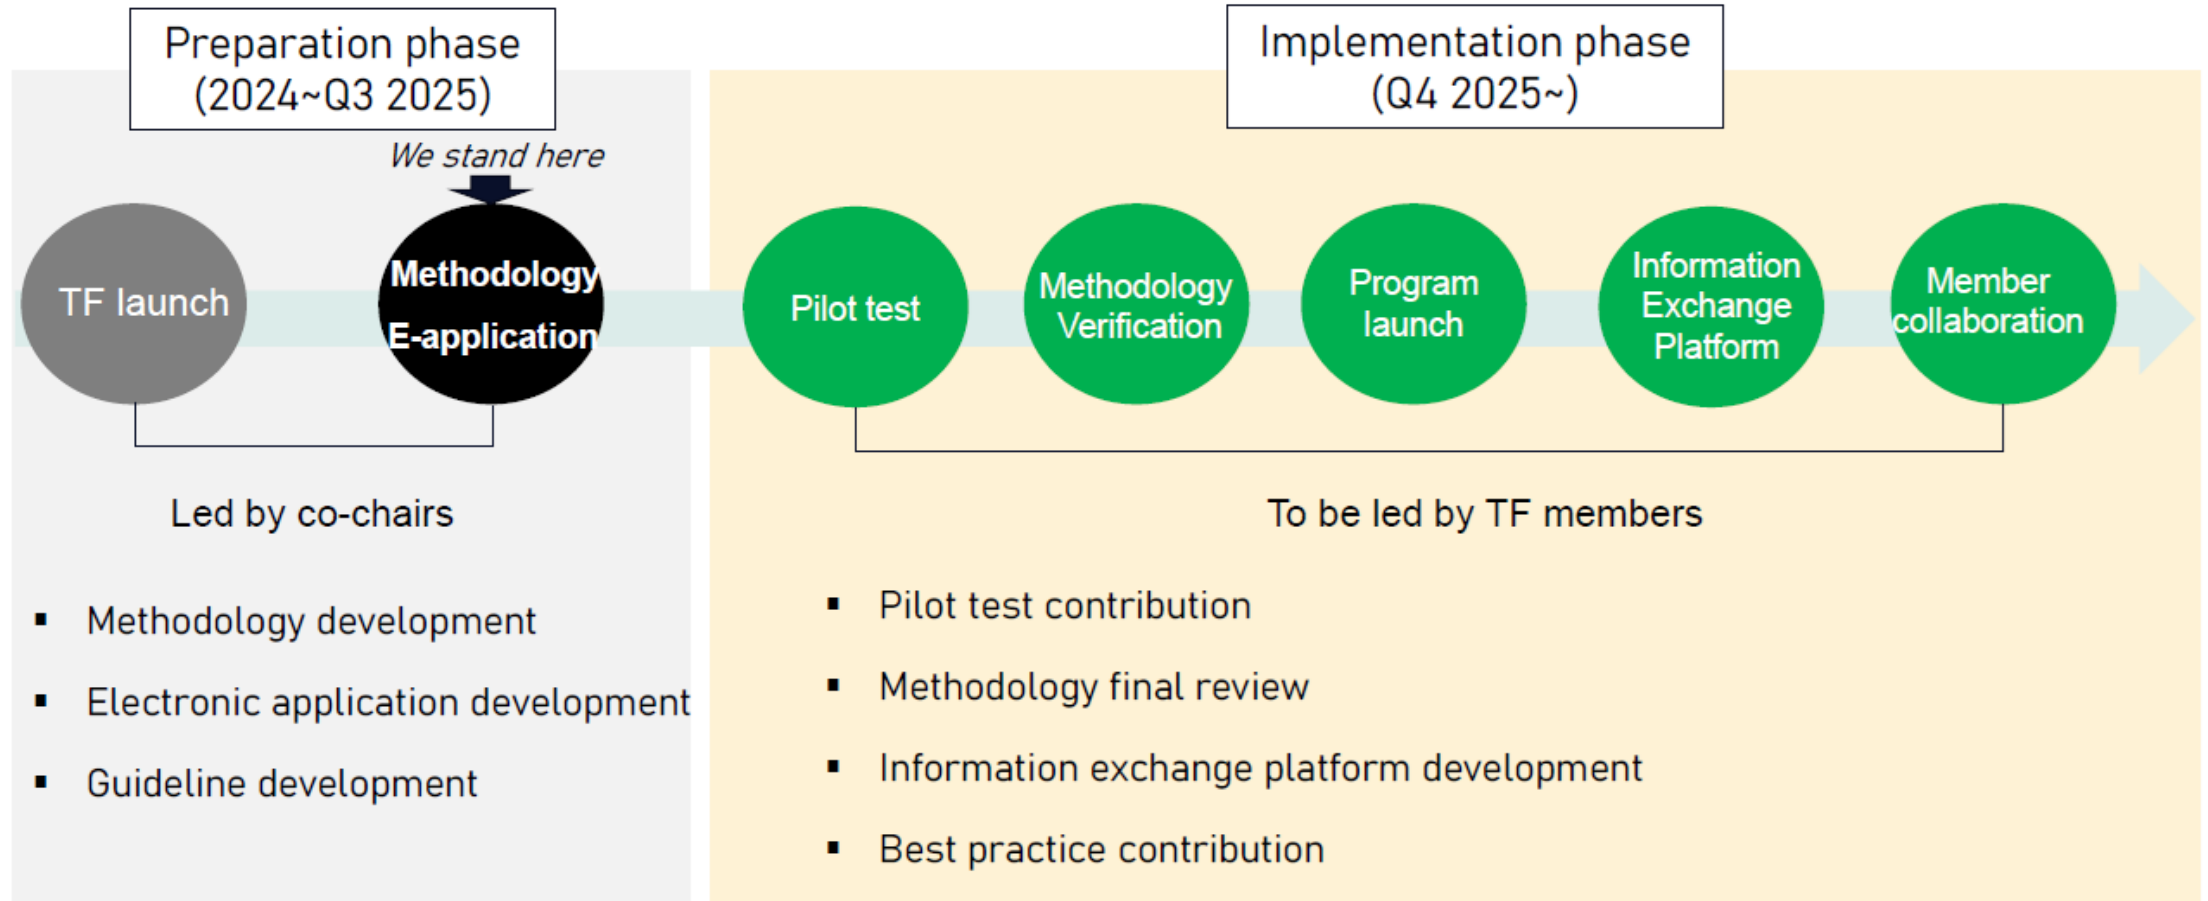 Preparation phase
(2024~Q3 2025)
We stand here
TF launch
Methodology
E-application
Led by co-chairs
▪ Methodology development
▪ Electronic application development
▪ Guideline development
Implementation phase
(Q4 2025~)
Pilot test
Methodology
Verification
Program
launch
Information
Exchange
Platform
Member
collaboration
To be led by TF members
▪ Pilot test contribution
▪ Methodology final review
▪ Information exchange platform development
▪ Best practice contribution